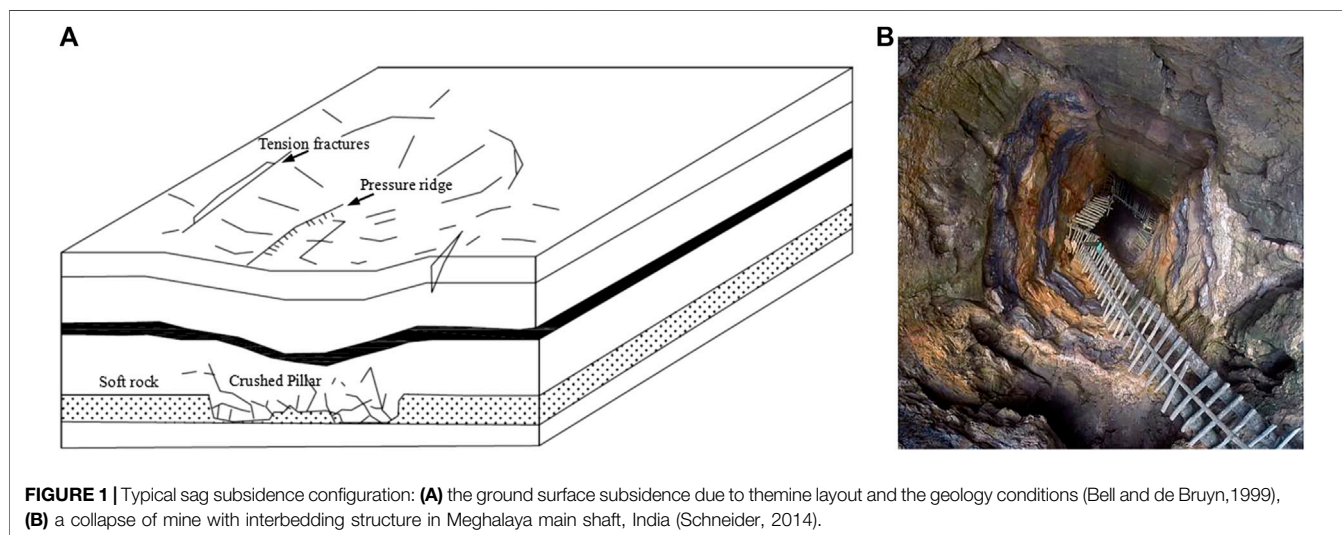 A
B
Tension fractures
Pressure ridge
Soft rock
Crushed Pillar
FIGURE 1 | Typical sag subsidence configuration: (A) the ground surface subsidence due to themine layout and the geology conditions (Bell and de Bruyn,1999),
(B) a collapse of mine with interbedding structure in Meghalaya main shaft, India (Schneider, 2014).